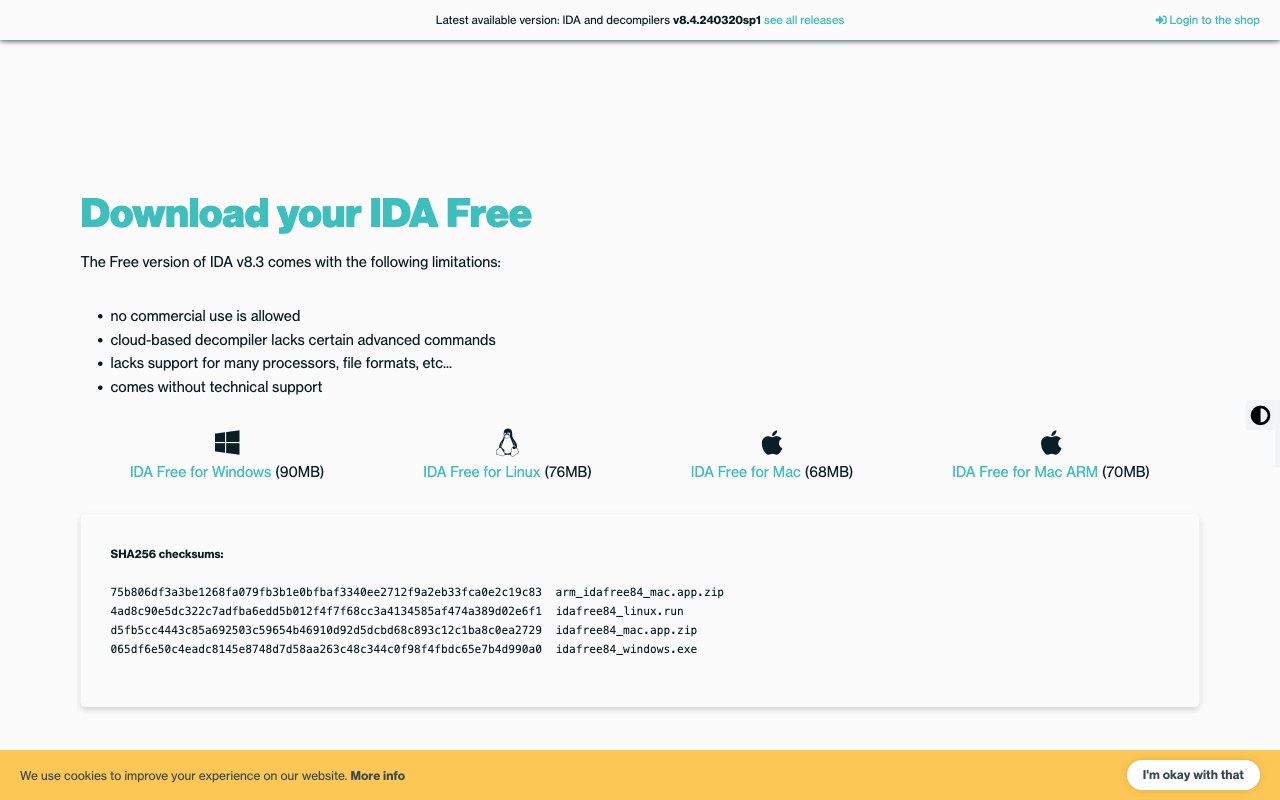 Latest available version: IDA and decompilers v8.4.240320sp1 see all releases
Login to the shop
Download your IDA Free
The Free version of IDA v8.3 comes with the following limitations:
• no commercial use is allowed
• cloud-based decompiler lacks certain advanced commands
• lacks support for many processors, file formats, etc...
• comes without technical support
IDA Free for Windows (90MB)
IDA Free for Linux (76MB)
IDA Free for Mac (68MB)
IDA Free for Mac ARM (70MB)
SHA256 checksums:
75b806df3a3be1268fa079fb3b1e0bfbaf3340ee2712f9a2eb33fca0e2c19c83 arm_idafree84_mac.app.zip
4ad8c90e5dc322c7adfba6edd5b012f4f7f68cc3a4134585af474a389d02e6f1 idafree84_linux.run
d5fb5cc4443c85a692503c59654b46910d92d5dcbd68c893c12c1ba8c0ea2729 idafree84_mac.app.zip
065df6e50c4eadc8145e8748d7d58aa263c48c344c0f98f4fbdc65e7b4d990a0 idafree84_windows.exe
We use cookies to improve your experience on our website. More info
I'm okay with that